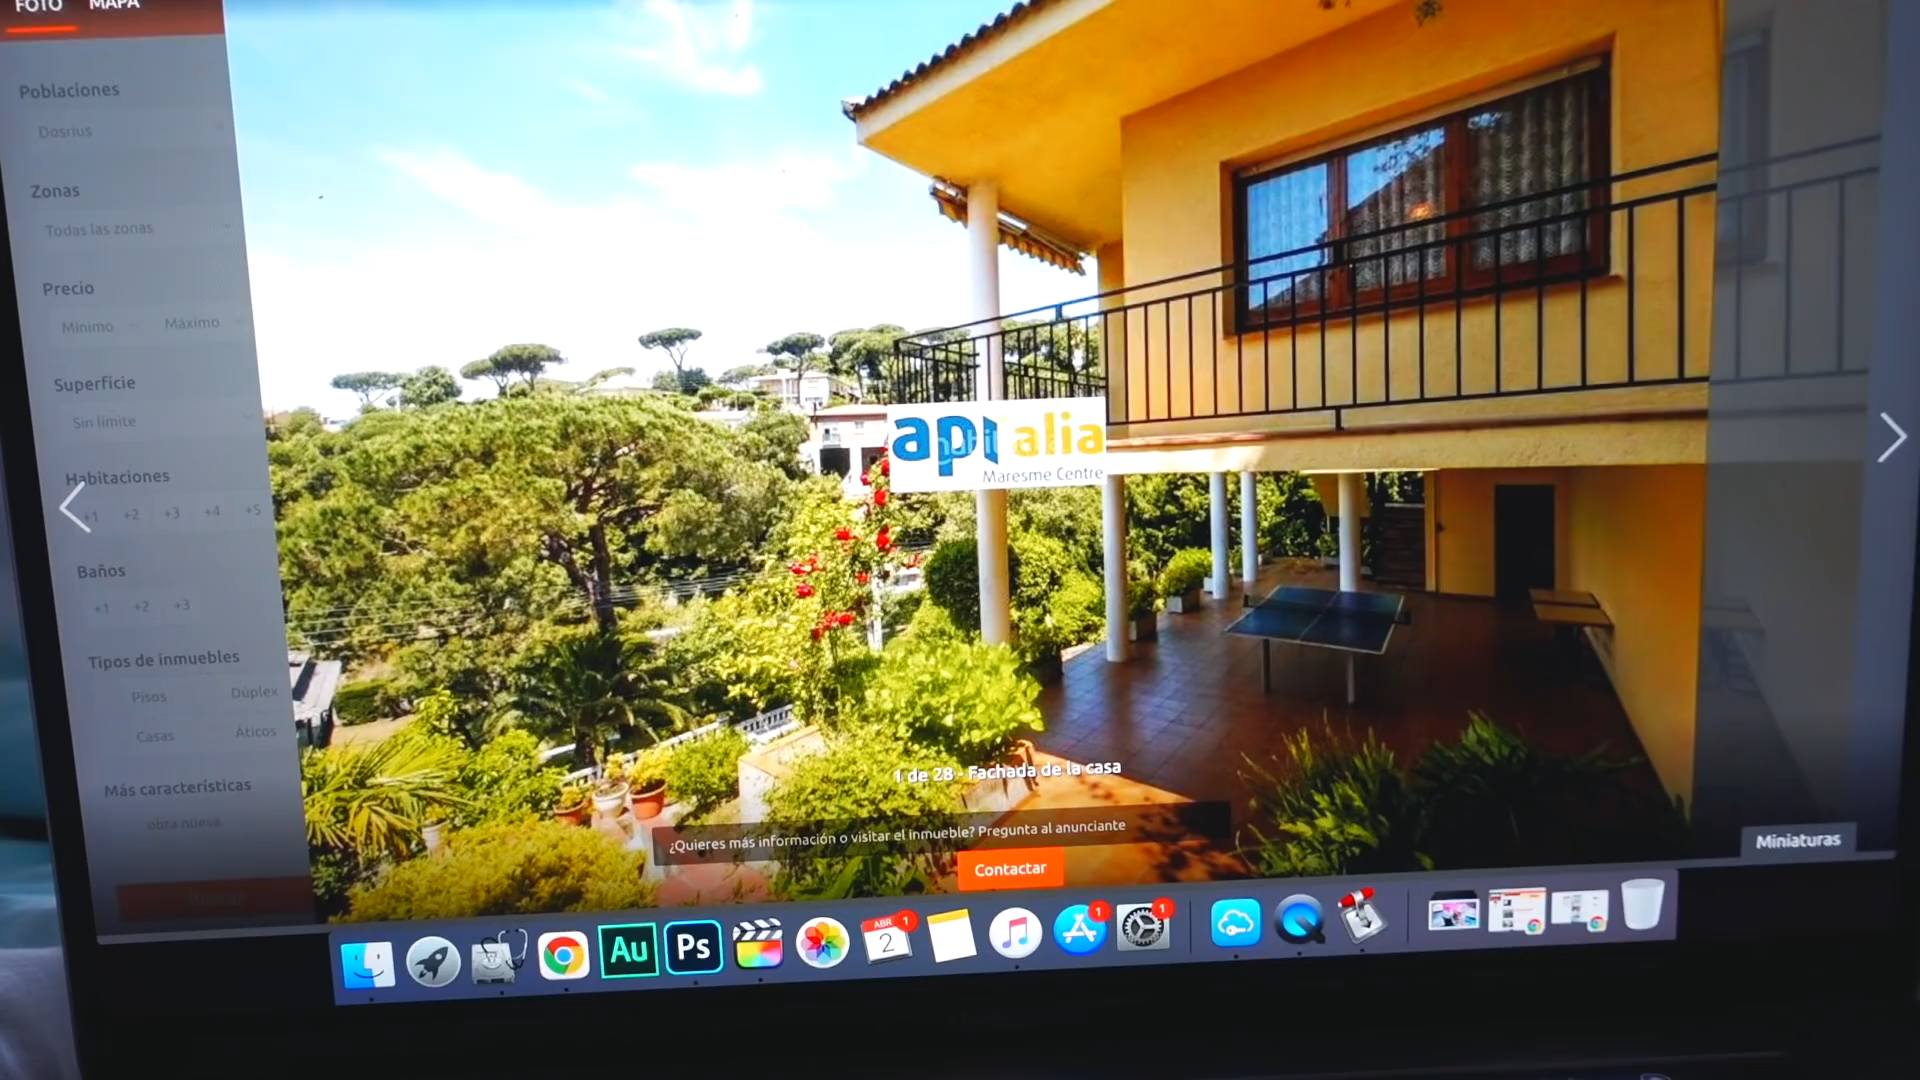 FOTO MAPA
Poblaciones
Dosrius
Zonas
Todas las zonas
Precio
Mínimo Máximo
Superficie
Sin límite
Habitaciones
+1 +2 +3 +4 +5
Baños
+1 +2 +3
Tipos de inmuebles
Pisos Dúplex
Casas Áticos
Más características
obra nueva
api alia
Maresme Centre
1 de 28 - Fachada de la casa
¿Quieres más información o visitar el inmueble? Pregunta al anunciante
Contactar
Miniaturas
Au
Ps
ABR
1
2
1
1